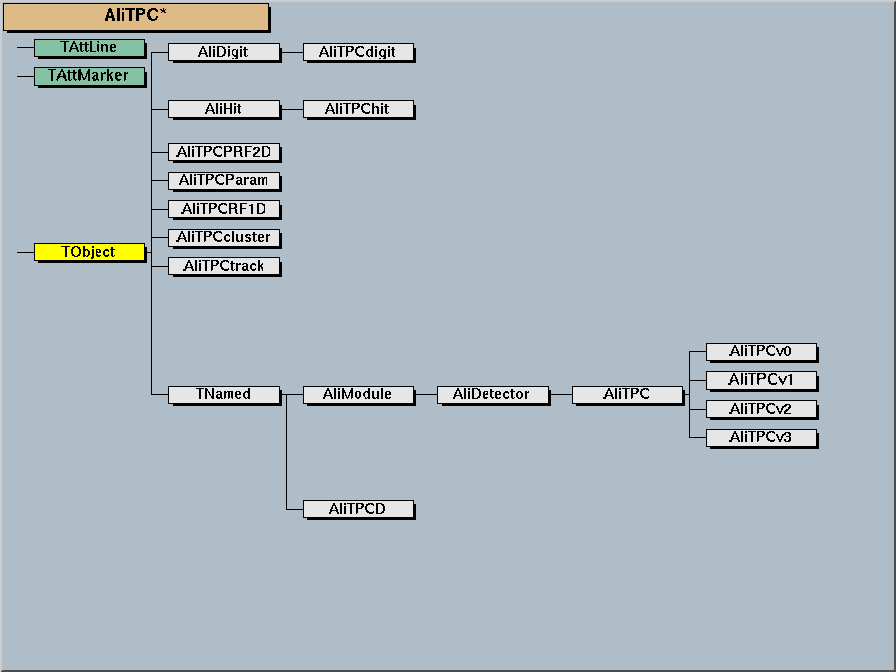 AliTPC*
TAttLine
TAttMarker
AliDigit
AliTPCdigit
AliHit
AliTPChit
AliTPCPRF2D
AliTPCParam
AliTPCRF1D
AliTPCcluster
TObject
AliTPCtrack
AliTPCv0
AliTPCv1
TNamed
AliModule
AliDetector
AliTPC
AliTPCv2
AliTPCv3
AliTPCD